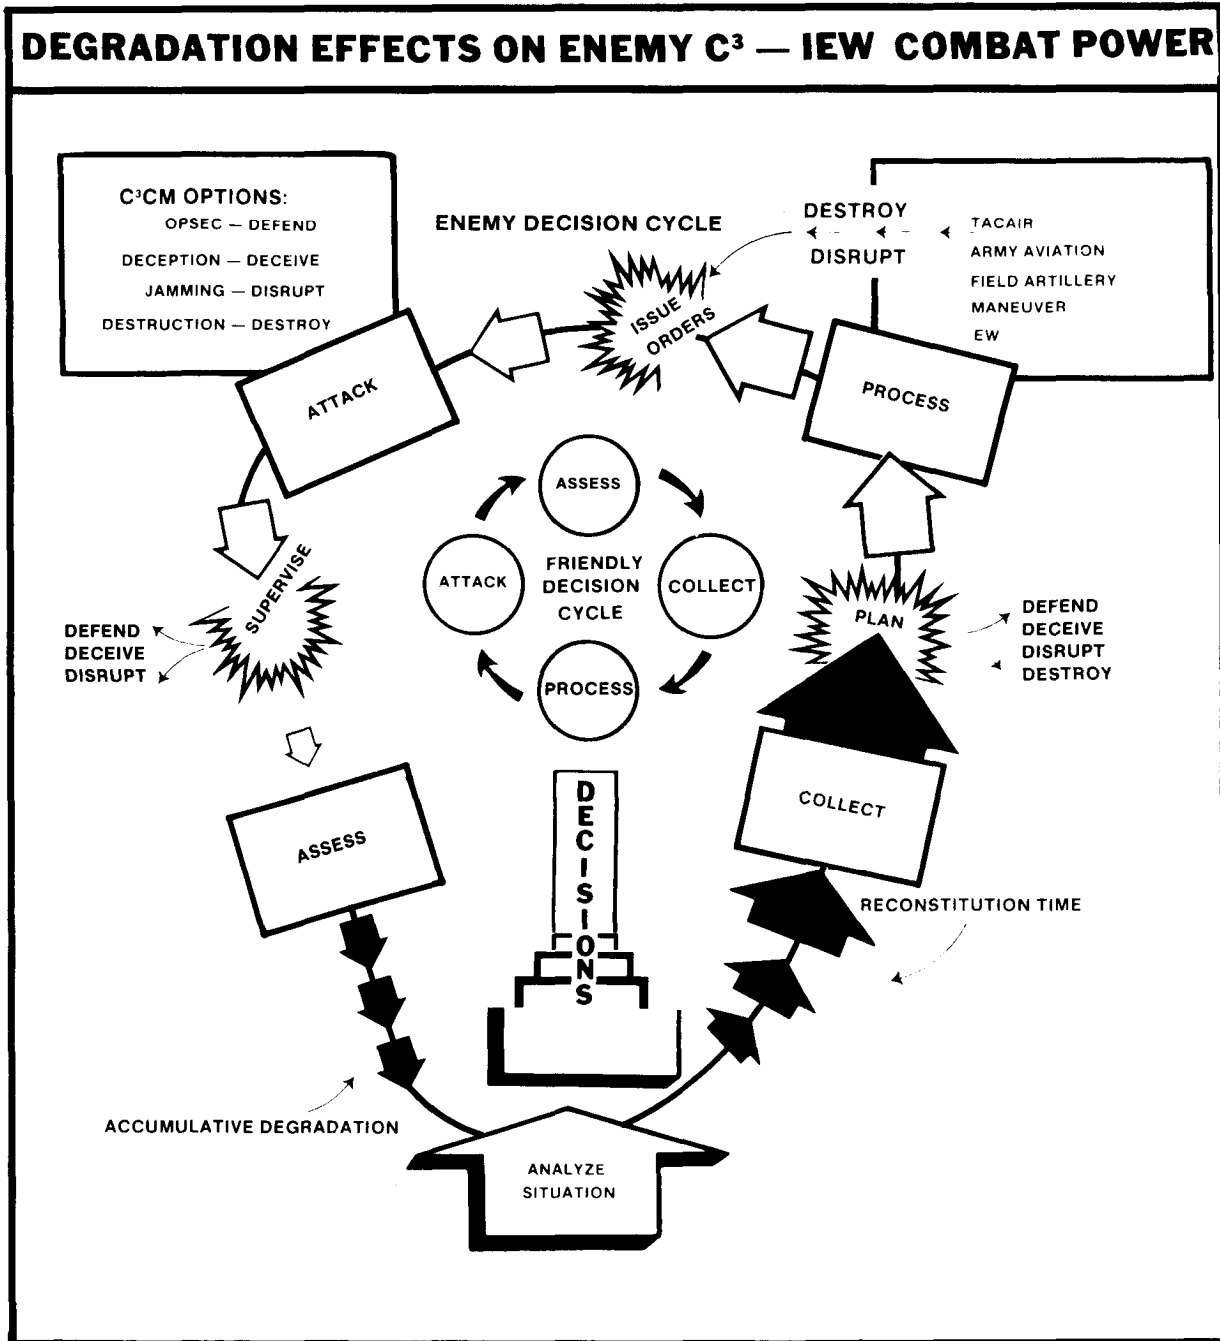 DEGRADATION EFFECTS ON ENEMY C³ — IEW COMBAT POWER
C³CM OPTIONS:
OPSEC — DEFEND
DECEPTION — DECEIVE
JAMMING — DISRUPT
DESTRUCTION — DESTROY
ENEMY DECISION CYCLE
DESTROY
DISRUPT
TACAIR
ARMY AVIATION
FIELD ARTILLERY
MANEUVER
EW
ISSUE
ORDERS
ATTACK
PROCESS
ASSESS
ATTACK
FRIENDLY
DECISION
CYCLE
COLLECT
PROCESS
SUPERVISE
DEFEND
DECEIVE
DISRUPT
PLAN
DEFEND
DECEIVE
DISRUPT
DESTROY
ASSESS
DECISIONS
COLLECT
RECONSTITUTION TIME
ACCUMULATIVE DEGRADATION
ANALYZE
SITUATION